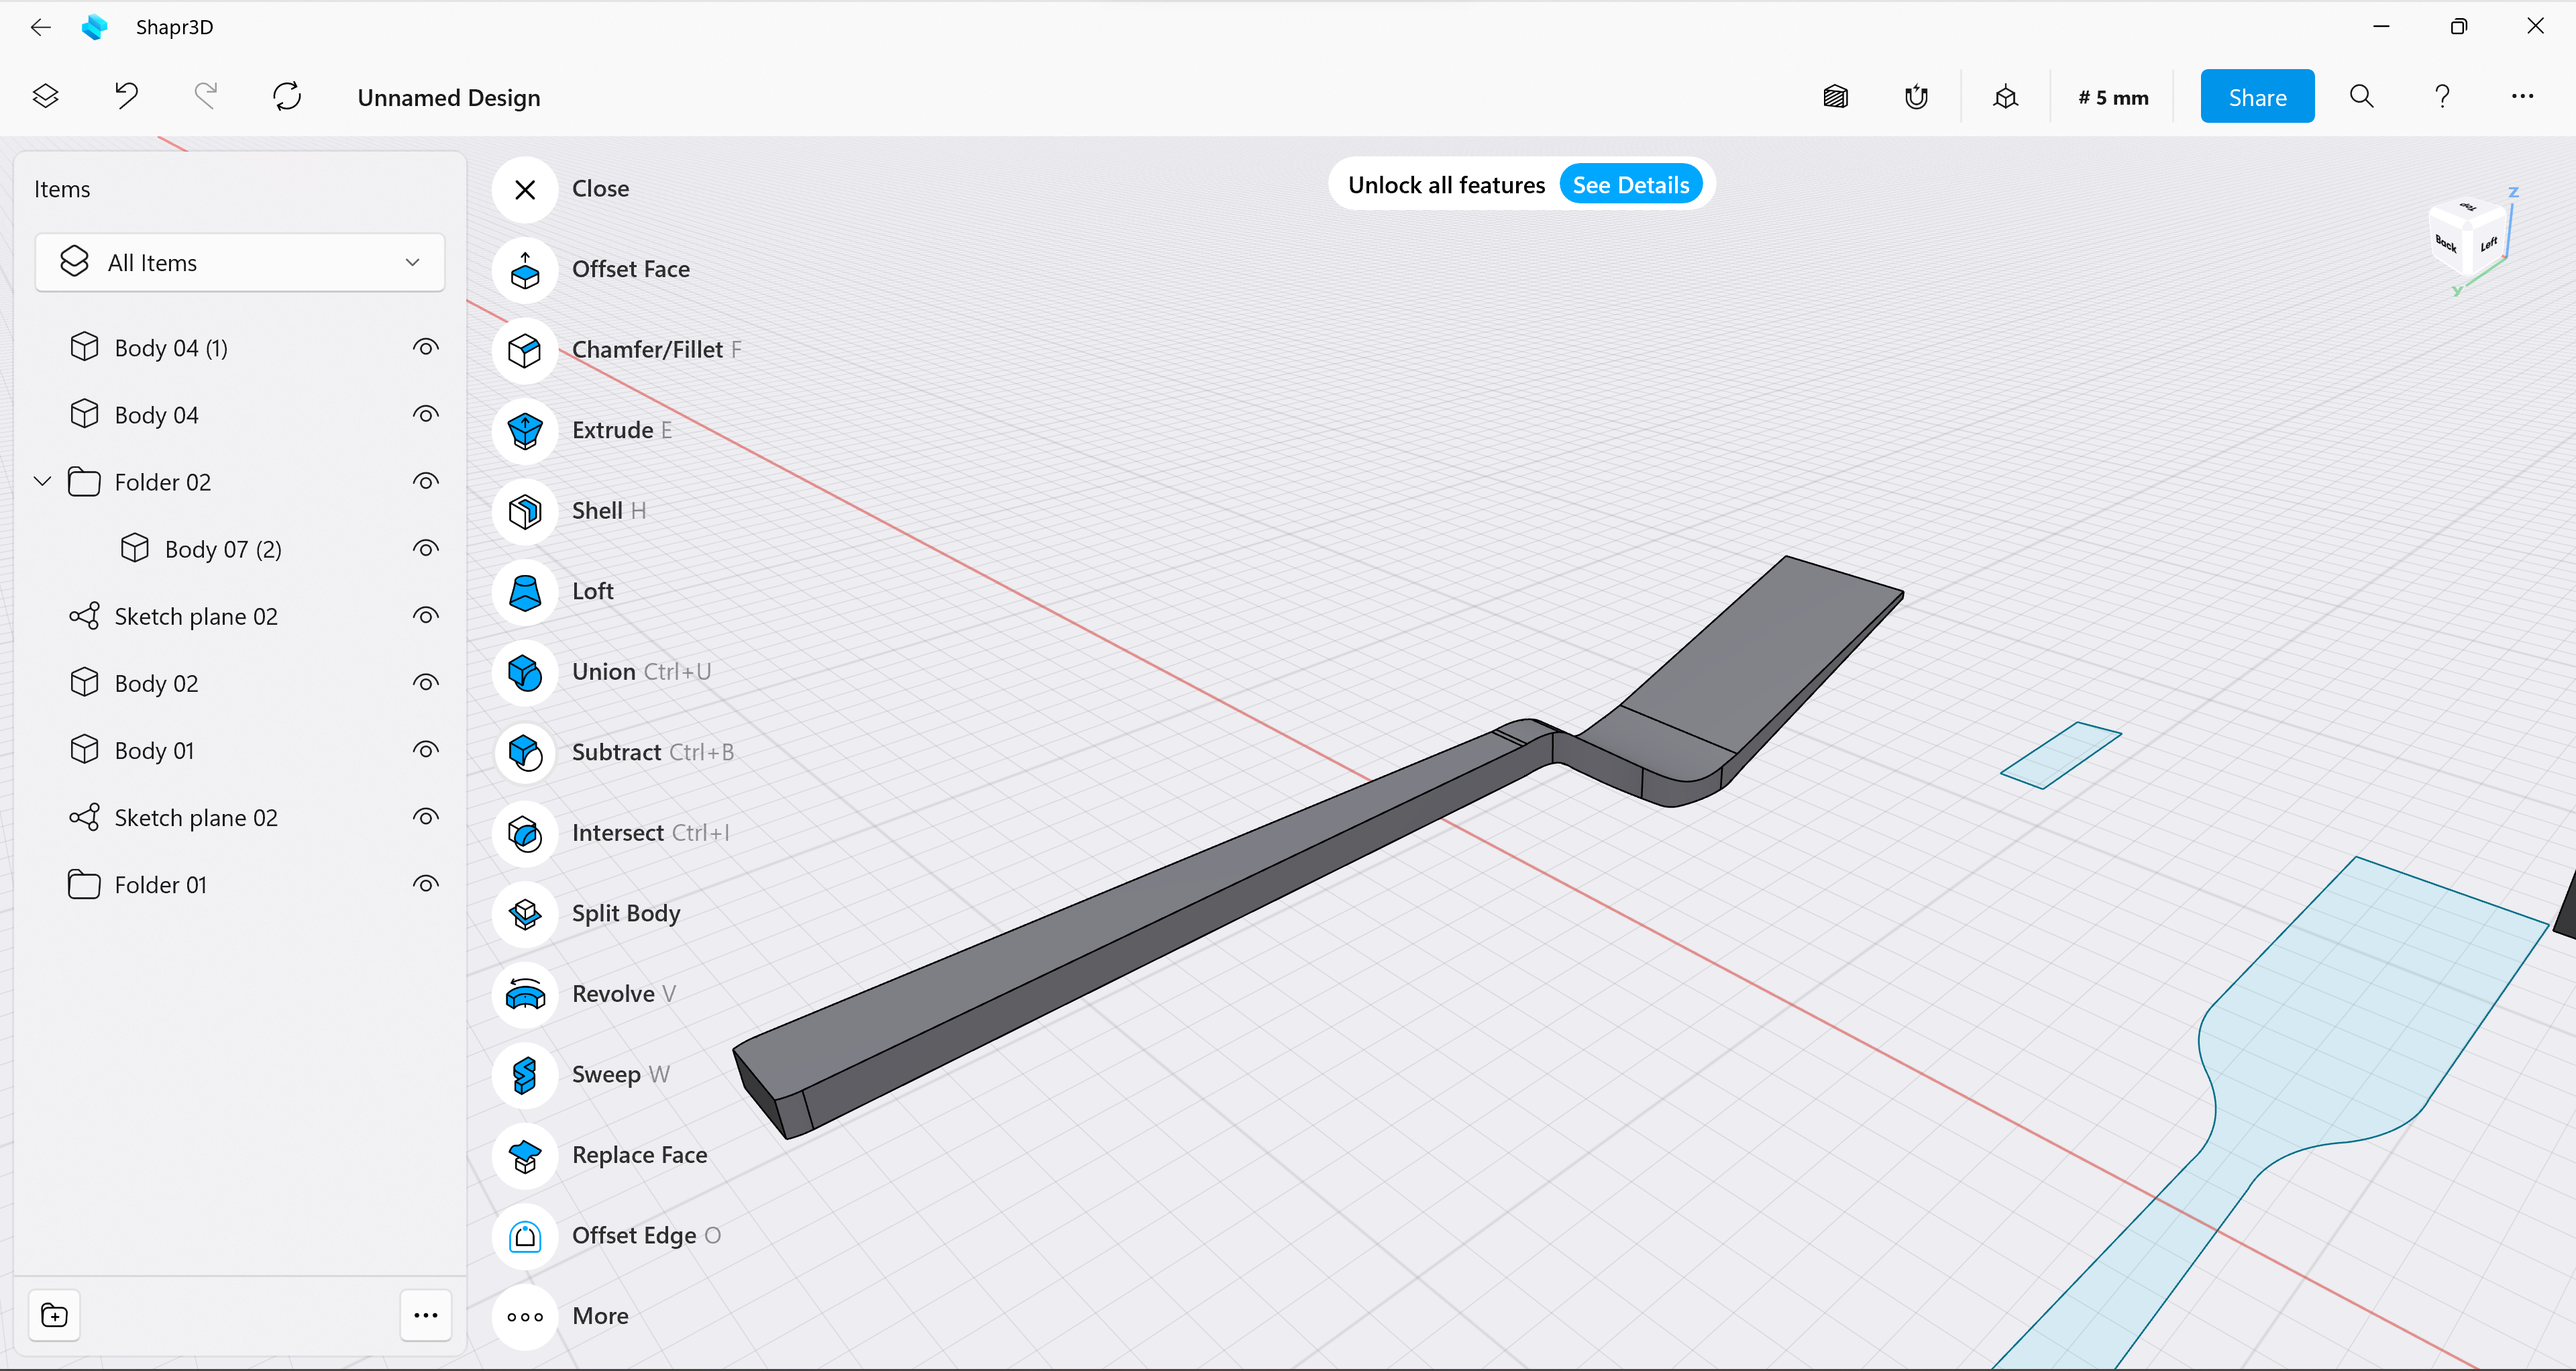 Shapr3D
Unnamed Design
# 5 mm
Share
Items
All Items
Body 04 (1)
Body 04
Folder 02
Body 07 (2)
Sketch plane 02
Body 02
Body 01
Sketch plane 02
Folder 01
Close
Offset Face
Chamfer/Fillet F
Extrude E
Shell H
Loft
Union Ctrl+U
Subtract Ctrl+B
Intersect Ctrl+I
Split Body
Revolve V
Sweep W
Replace Face
Offset Edge O
More
Unlock all features See Details
Z
Top
Back Left
Y